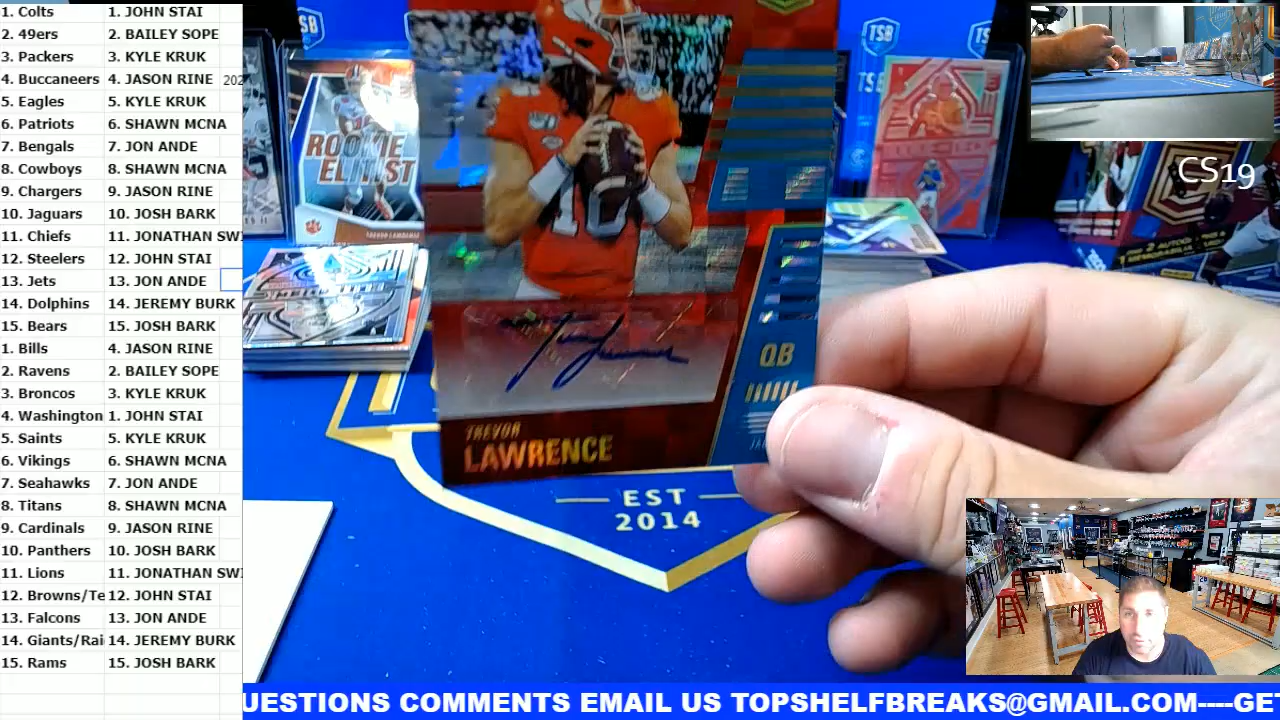 1. Colts 1. JOHN STAI
2. 49ers 2. BAILEY SOPE
3. Packers 3. KYLE KRUK
4. Buccaneers 4. JASON RINE 202
5. Eagles 5. KYLE KRUK
6. Patriots 6. SHAWN MCNA
7. Bengals 7. JON ANDE
8. Cowboys 8. SHAWN MCNA
9. Chargers 9. JASON RINE
10. Jaguars 10. JOSH BARK
11. Chiefs 11. JONATHAN SWI
12. Steelers 12. JOHN STAI
13. Jets 13. JON ANDE
14. Dolphins 14. JEREMY BURK
15. Bears 15. JOSH BARK
1. Bills 4. JASON RINE
2. Ravens 2. BAILEY SOPE
3. Broncos 3. KYLE KRUK
4. Washington 1. JOHN STAI
5. Saints 5. KYLE KRUK
6. Vikings 6. SHAWN MCNA
7. Seahawks 7. JON ANDE
8. Titans 8. SHAWN MCNA
9. Cardinals 9. JASON RINE
10. Panthers 10. JOSH BARK
11. Lions 11. JONATHAN SWI
12. Browns/Te 12. JOHN STAI
13. Falcons 13. JON ANDE
14. Giants/Rai 14. JEREMY BURK
15. Rams 15. JOSH BARK
TSB
TSB
ROOKIE
ELITIST
TREVOR LAWRENCE
10
QB
TREVOR
LAWRENCE
EST
2014
CS19
UESTIONS COMMENTS EMAIL US TOPSHELFBREAKS@GMAIL.COM----GE